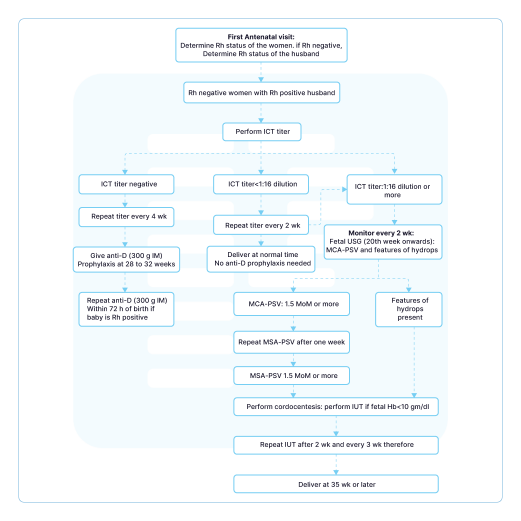 First Antenatal visit:
Determine Rh status of the women. if Rh negative,
Determine Rh status of the husband
Rh negative women with Rh positive husband
Perform ICT titer
ICT titer negative
ICT titer<1:16 dilution
ICT titer:1:16 dilution or
more
Repeat titer every 4 wk
Repeat titer every 2 wk
Monitor every 2 wk:
Fetal USG (20th week onwards):
MCA-PSV and features of hydrops
Give anti-D (300 g IM)
Prophylaxis at 28 to 32 weeks
Deliver at normal time
No anti-D prophylaxis needed
Repeat anti-D (300 g IM)
Within 72 h of birth if
baby is Rh positive
MCA-PSV: 1.5 MoM or more
Features of
hydrops
present
Repeat MSA-PSV after one week
MSA-PSV 1.5 MoM or more
Perform cordocentesis: perform IUT if fetal Hb<10 gm/dl
Repeat IUT after 2 wk and every 3 wk therefore
Deliver at 35 wk or later